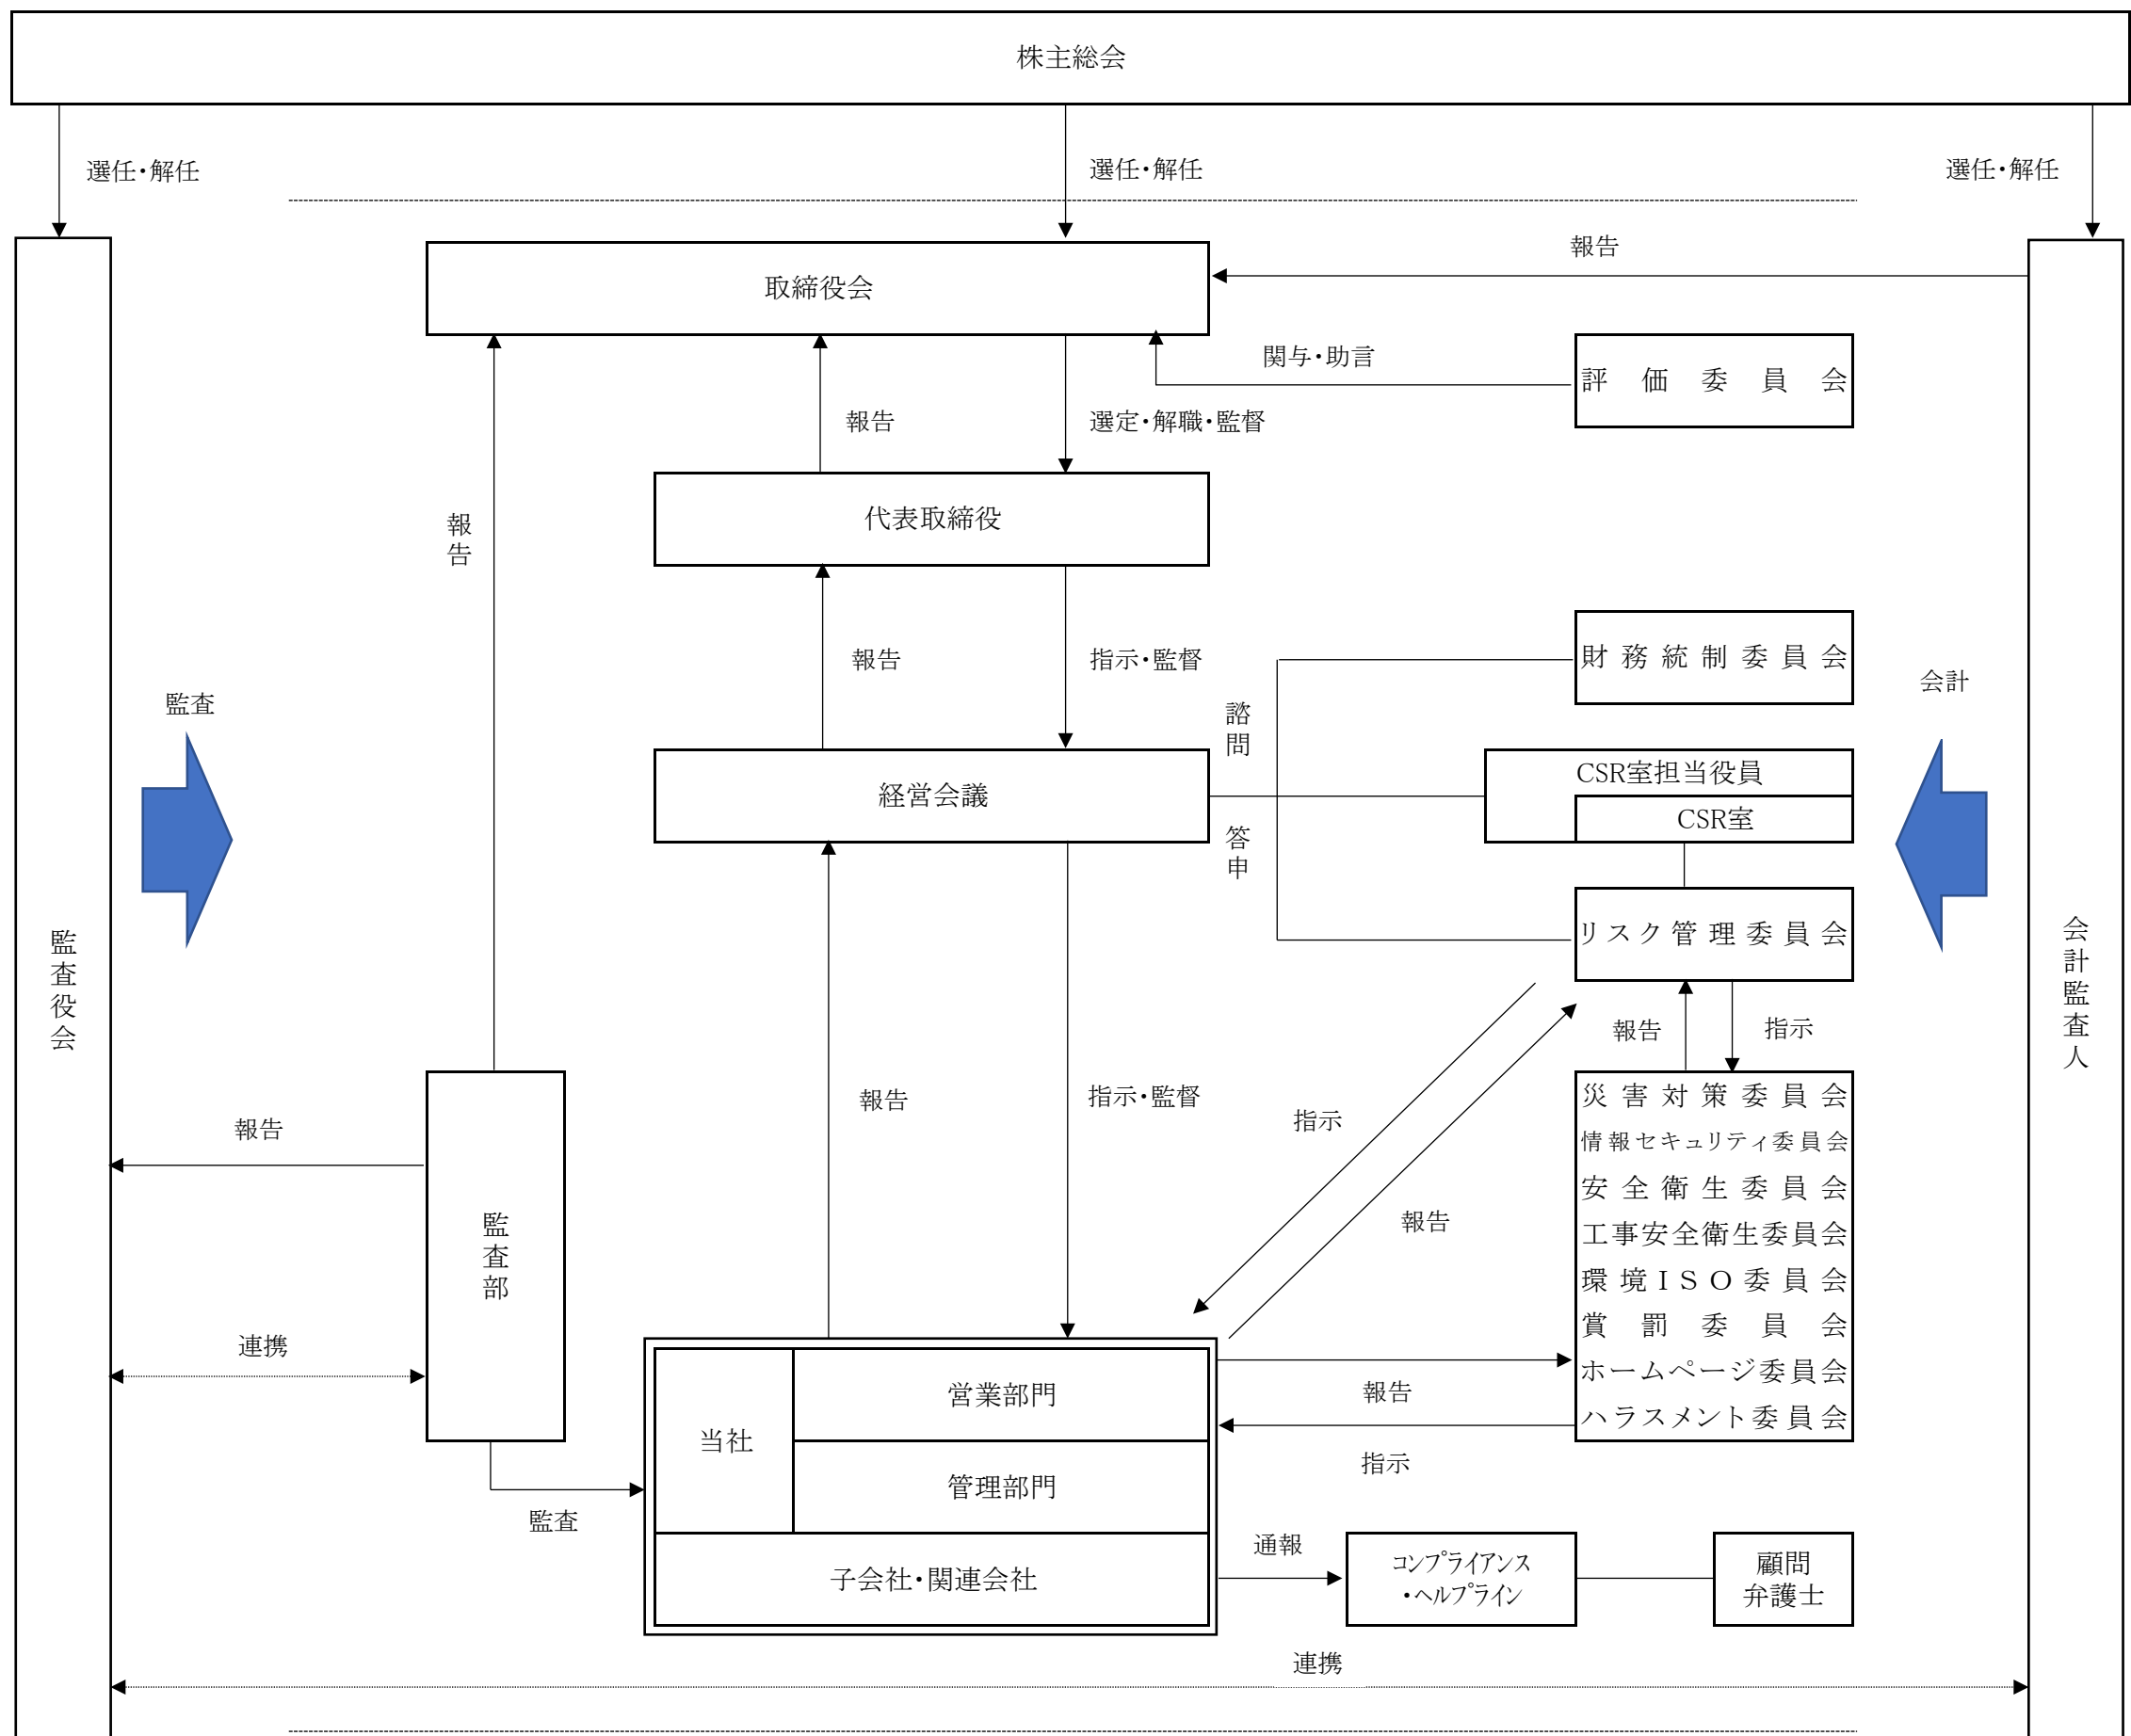 株主総会
選任・解任
選任・解任
選任・解任
報告
取締役会
関与・助言
評価委員会
報告
選定・解職・監督
報告
代表取締役
報告
指示・監督
財務統制委員会
会計
監査
諮問
経営会議
CSR室担当役員
CSR室
答申
リスク管理委員会
監査役会
会計監査人
報告
指示
報告
指示・監督
指示
報告
報告
災害対策委員会
情報セキュリティ委員会
安全衛生委員会
工事安全衛生委員会
環境ISO委員会
賞罰委員会
ホームページ委員会
ハラスメント委員会
監査部
連携
報告
指示
当社
営業部門
管理部門
子会社・関連会社
監査
通報
コンプライアンス
・ヘルプライン
顧問
弁護士
連携